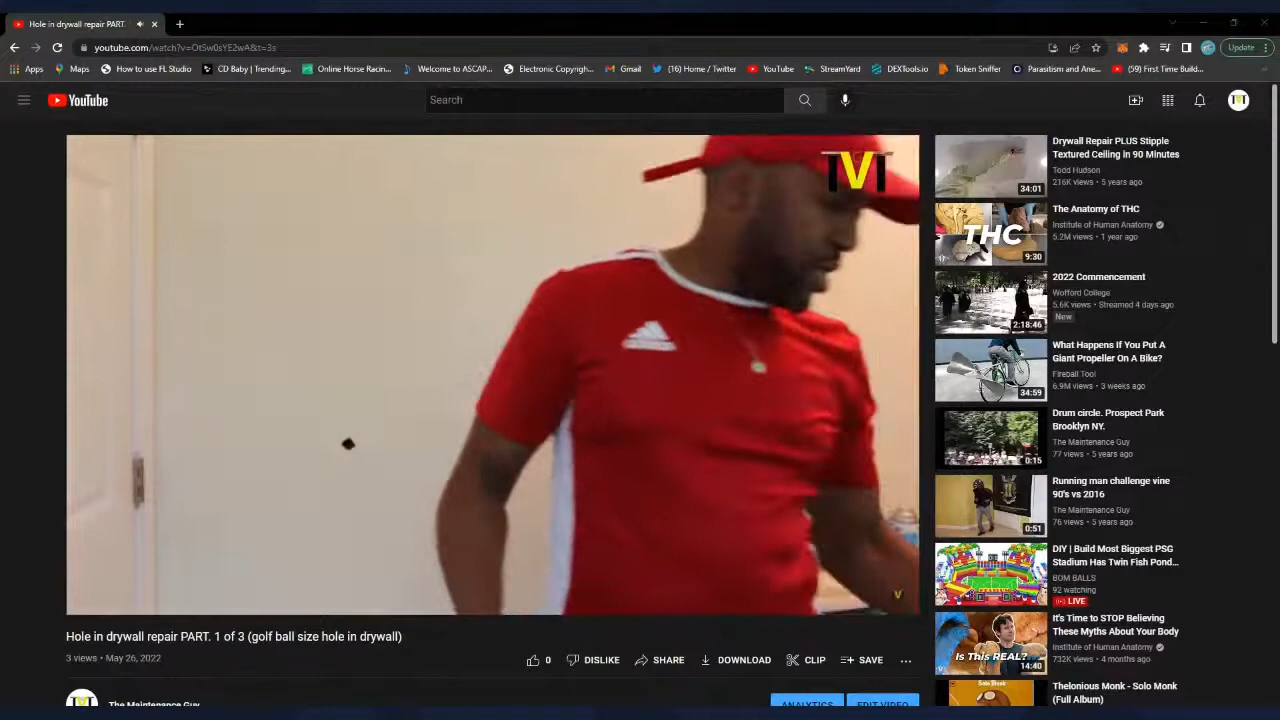 Hole in drywall repair PART.
youtube.com/watch?v=OtSw0sYE2wA&t=3s
Update
Apps
Maps
How to use FL Studio
CD Baby | Trending...
Online Horse Racin...
Welcome to ASCAP...
Electronic Copyrigh...
Gmail
(16) Home / Twitter
YouTube
StreamYard
DEXTools.io
Token Sniffer
Parasitism and Ane...
(59) First Time Build...
YouTube
Search
TVT
TVT
V
Hole in drywall repair PART. 1 of 3 (golf ball size hole in drywall)
3 views • May 26, 2022
0
DISLIKE
SHARE
DOWNLOAD
CLIP
SAVE
The Maintenance Guy
ANALYTICS
EDIT VIDEO
34:01
Drywall Repair PLUS Stipple
Textured Ceiling in 90 Minutes
Todd Hudson
216K views • 5 years ago
THC
9:30
The Anatomy of THC
Institute of Human Anatomy
5.2M views • 1 year ago
2:18:46
2022 Commencement
Wofford College
5.6K views • Streamed 4 days ago
New
34:59
What Happens If You Put A
Giant Propeller On A Bike?
Fireball Tool
6.9M views • 3 weeks ago
0:15
Drum circle. Prospect Park
Brooklyn NY.
The Maintenance Guy
77 views • 5 years ago
0:51
Running man challenge vine
90's vs 2016
The Maintenance Guy
76 views • 5 years ago
DIY | Build Most Biggest PSG
Stadium Has Twin Fish Pond...
BOM BALLS
92 watching
LIVE
Is This REAL?
14:40
It's Time to STOP Believing
These Myths About Your Body
Institute of Human Anatomy
732K views • 4 months ago
Solo Monk
Thelonious Monk - Solo Monk
(Full Album)